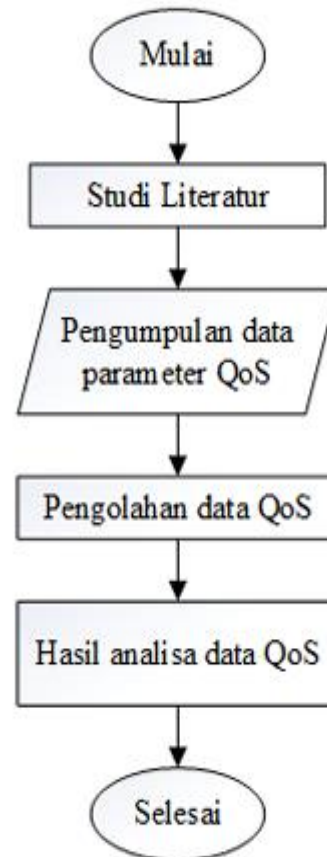 Mulai
Studi Literatur
Pengumpulan data
parameter QoS
Pengolahan data QoS
Hasil analisa data QoS
Selesai